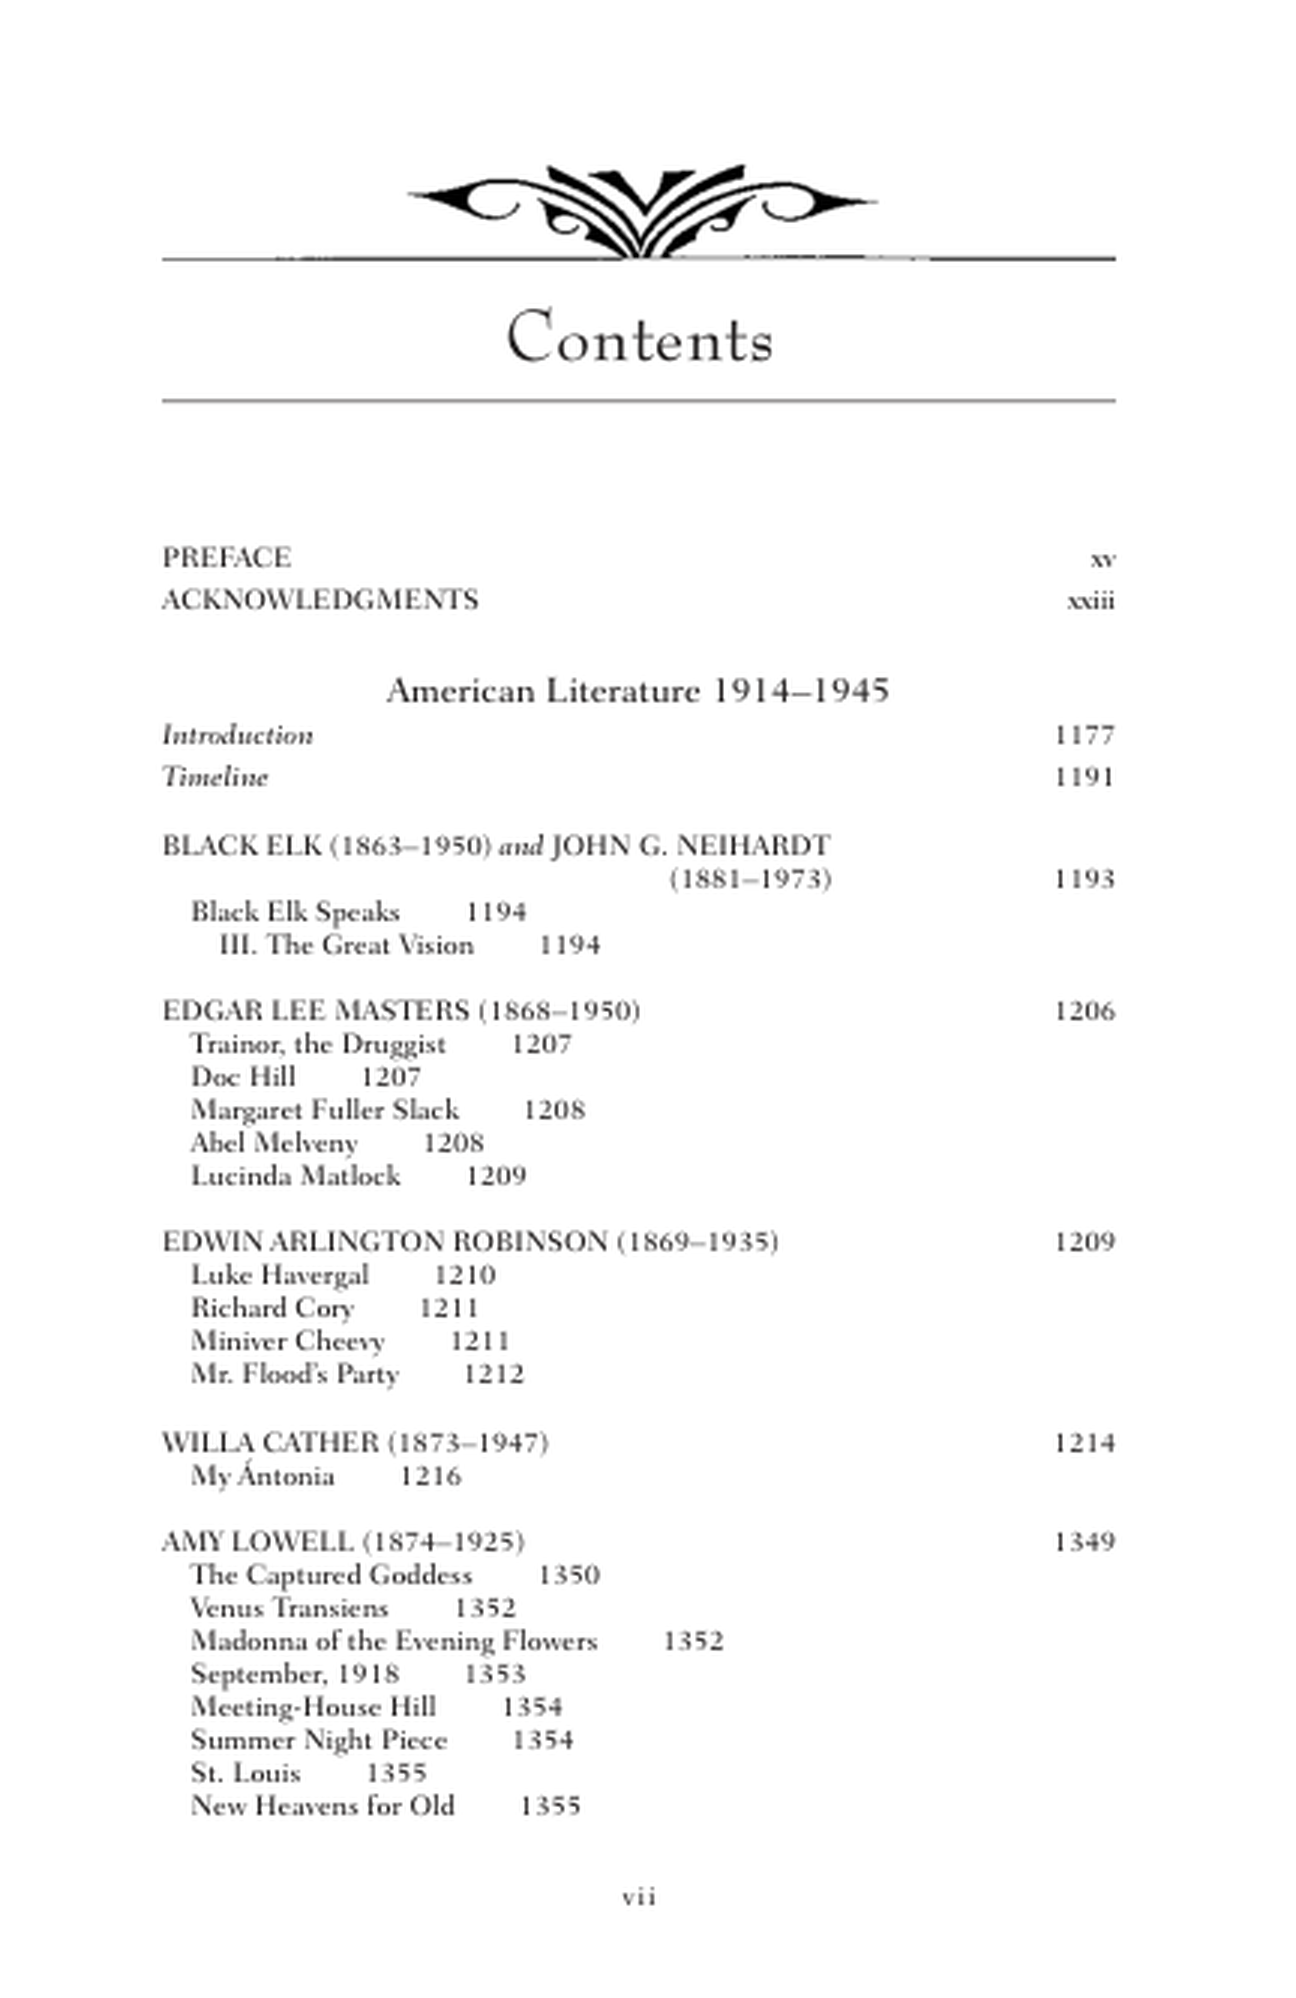 Contents
PREFACE xv
ACKNOWLEDGMENTS xxiii
American Literature 1914–1945
Introduction 1177
Timeline 1191
BLACK ELK (1863–1950) and JOHN G. NEIHARDT
(1881–1973) 1193
Black Elk Speaks 1194
III. The Great Vision 1194
EDGAR LEE MASTERS (1868–1950) 1206
Trainor, the Druggist 1207
Doc Hill 1207
Margaret Fuller Slack 1208
Abel Melveny 1208
Lucinda Matlock 1209
EDWIN ARLINGTON ROBINSON (1869–1935) 1209
Luke Havergal 1210
Richard Cory 1211
Miniver Cheevy 1211
Mr. Flood's Party 1212
WILLA CATHER (1873–1947) 1214
My Ántonia 1216
AMY LOWELL (1874–1925) 1349
The Captured Goddess 1350
Venus Transiens 1352
Madonna of the Evening Flowers 1352
September, 1918 1353
Meeting-House Hill 1354
Summer Night Piece 1354
St. Louis 1355
New Heavens for Old 1355
vii